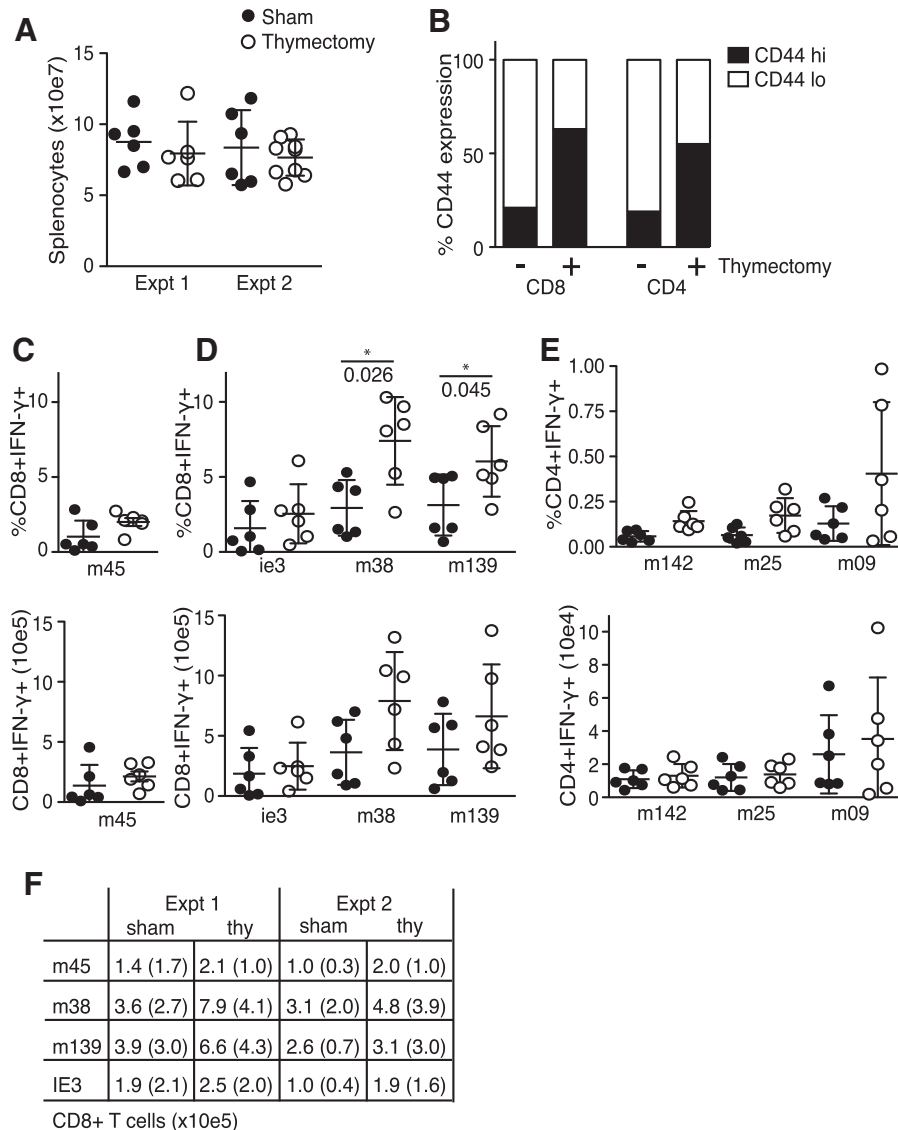 A
Sham
Thymectomy
Splenocytes (x10e7)
15
10
5
0
Expt 1 Expt 2
B
CD44 hi
CD44 lo
% CD44 expression
100
50
0
- + - + Thymectomy
CD8 CD4
C
%CD8+IFN-γ+
10
5
0
m45
D
%CD8+IFN-γ+
10
5
0
*
0.026
*
0.045
ie3 m38 m139
E
%CD4+IFN-γ+
1.00
0.75
0.50
0.25
0.00
m142 m25 m09
CD8+IFN-γ+ (10e5)
15
10
5
0
m45
CD8+IFN-γ+ (10e5)
15
10
5
0
ie3 m38 m139
CD4+IFN-γ+ (10e4)
10
8
6
4
2
0
m142 m25 m09
F
Expt 1 Expt 2
sham thy sham thy
m45 1.4 (1.7) 2.1 (1.0) 1.0 (0.3) 2.0 (1.0)
m38 3.6 (2.7) 7.9 (4.1) 3.1 (2.0) 4.8 (3.9)
m139 3.9 (3.0) 6.6 (4.3) 2.6 (0.7) 3.1 (3.0)
IE3 1.9 (2.1) 2.5 (2.0) 1.0 (0.4) 1.9 (1.6)
CD8+ T cells (x10e5)